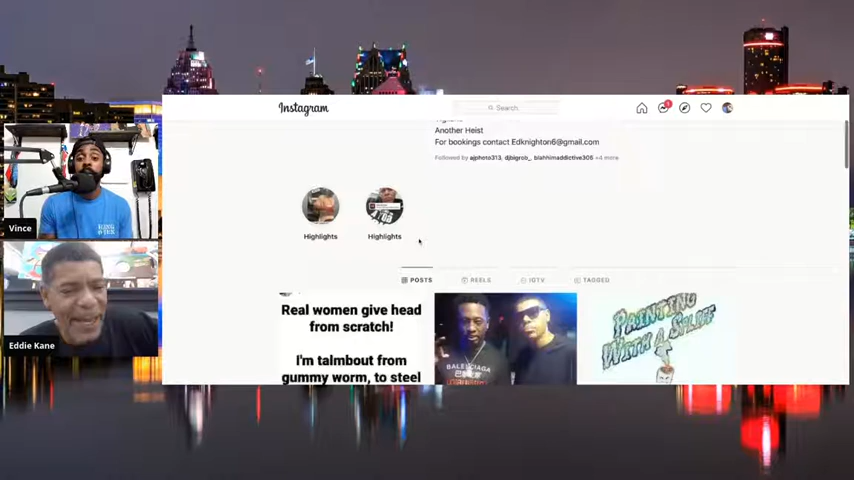 Instagram
Search
Another Heist
For bookings contact Edknighton6@gmail.com
Followed by ajphoto313, djbigrob_, blahhimaddictive306 +4 more
Highlights
Highlights
POSTS
REELS
IGTV
TAGGED
Real women give head
from scratch!
I'm talmbout from
gummy worm, to steel
BALENCIAGA
PAINTING
WITH A SPLIFF
Vince
Eddie Kane